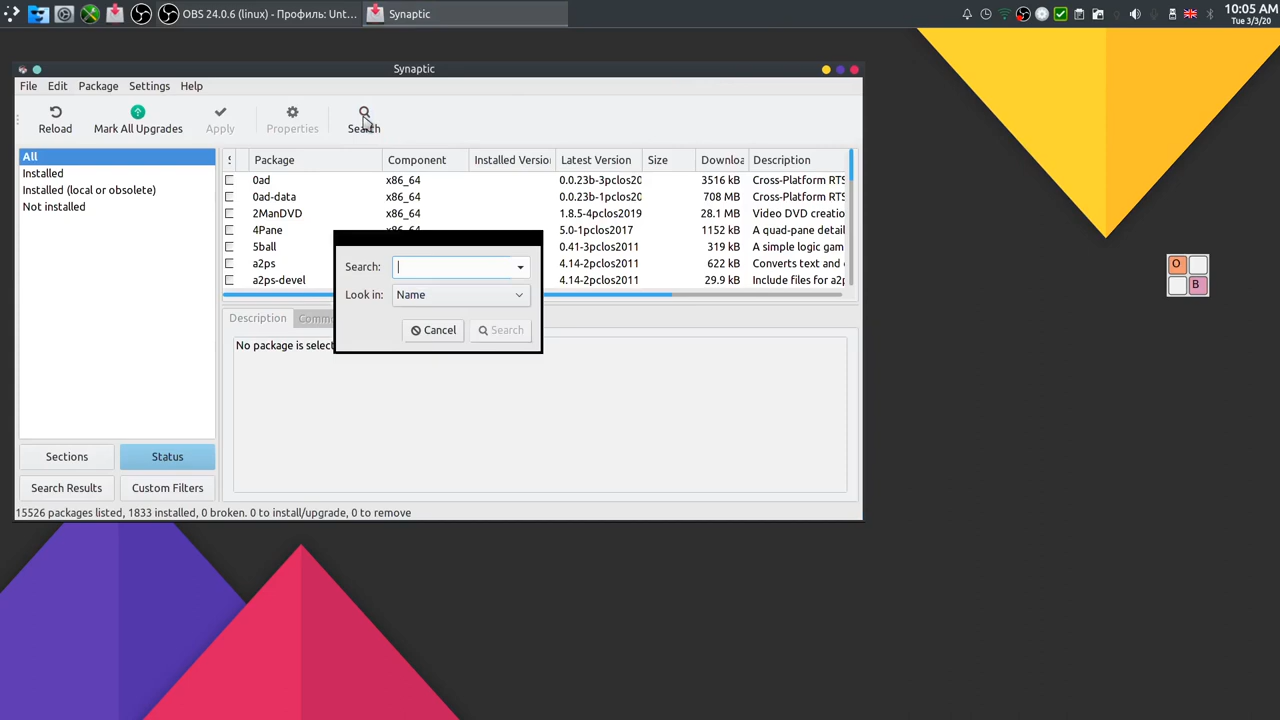 OBS 24.0.6 (linux) - Профиль: Unt...
Synaptic
10:05 AM
Tue 3/3/20
Synaptic
File Edit Package Settings Help
Reload Mark All Upgrades Apply Properties Search
All
Installed
Installed (local or obsolete)
Not installed
S Package Component Installed Versio Latest Version Size Downloa Description
0ad x86_64 0.0.23b-3pclos20 3516 kB Cross-Platform RTS
0ad-data x86_64 0.0.23b-1pclos20 708 MB Cross-Platform RTS
2ManDVD x86_64 1.8.5-4pclos2019 28.1 MB Video DVD creatio
4Pane x86_64 5.0-1pclos2019 1152 kB A quad-pane detail
5ball 0.41-3pclos2011 319 kB A simple logic gam
a2ps 4.14-2pclos2011 622 kB Converts text and
a2ps-devel 4.14-2pclos2011 29.9 kB Include files for a2
Search:
Look in: Name
Cancel Search
Description Comm
No package is select
Sections Status
Search Results Custom Filters
15526 packages listed, 1833 installed, 0 broken. 0 to install/upgrade, 0 to remove
O
B